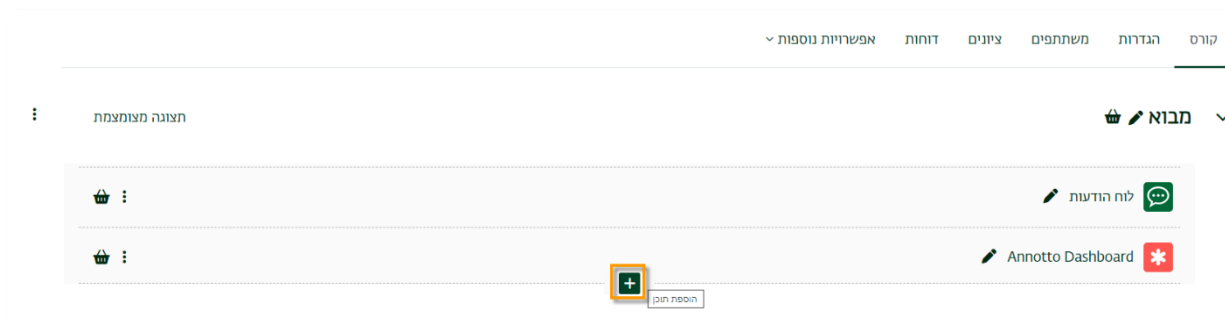 קורס הגדרות משתתפים ציונים דוחות אפשרויות נוספות
מבוא תצוגה מצומצמת
לוח הודעות
Annotto Dashboard
הוספת תוכן